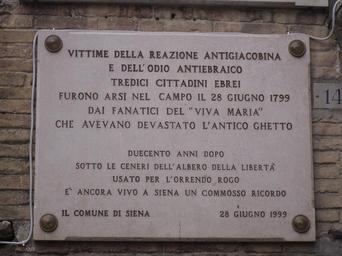 VITTIME DELLA REAZIONE ANTIGIACOBINA
E DELL'ODIO ANTIEBRAICO
TREDICI CITTADINI EBREI
FURONO ARSI NEL CAMPO IL 28 GIUGNO 1799
DAI FANATICI DEL "VIVA MARIA"
CHE AVEVANO DEVASTATO L'ANTICO GHETTO
DUECENTO ANNI DOPO
SOTTO LE CENERI DELL'ALBERO DELLA LIBERTÀ
USATO PER L'ORRENDO ROGO
È ANCORA VIVO A SIENA UN COMMOSSO RICORDO
IL COMUNE DI SIENA 28 GIUGNO 1999
14